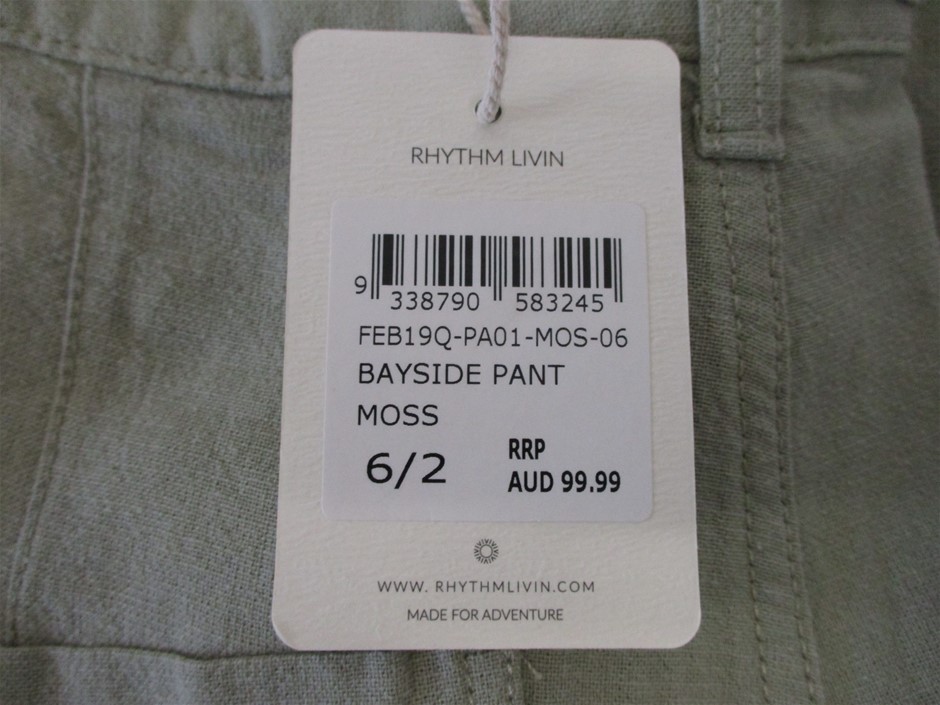 RHYTHM LIVIN
9 338790 583245
FEB19Q-PA01-MOS-06
BAYSIDE PANT
MOSS
6/2
RRP
AUD 99.99
WWW. RHYTHMLIVIN.COM
MADE FOR ADVENTURE